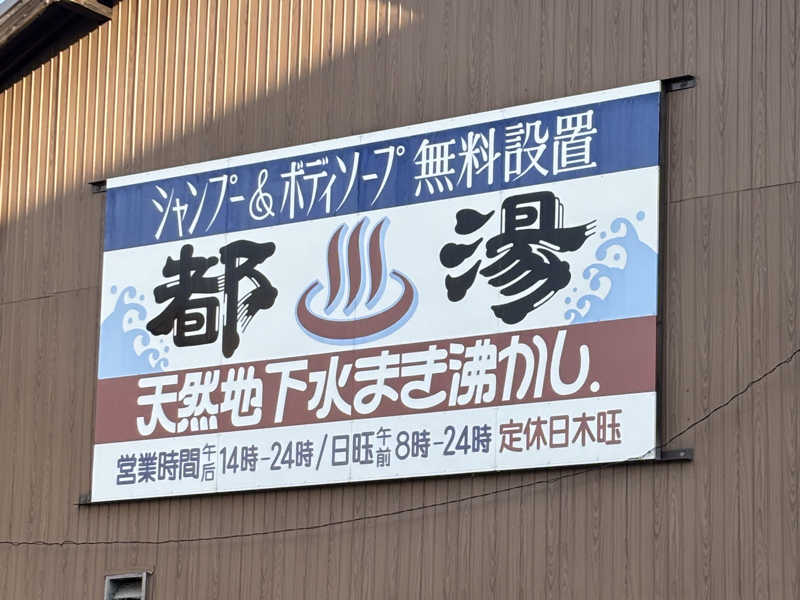 シャンプー&ボディソープ 無料設置
都 湯
天然地下水まき沸かし.
営業時間 午后 14時-24時/日旺 午前 8時-24時 定休日木旺